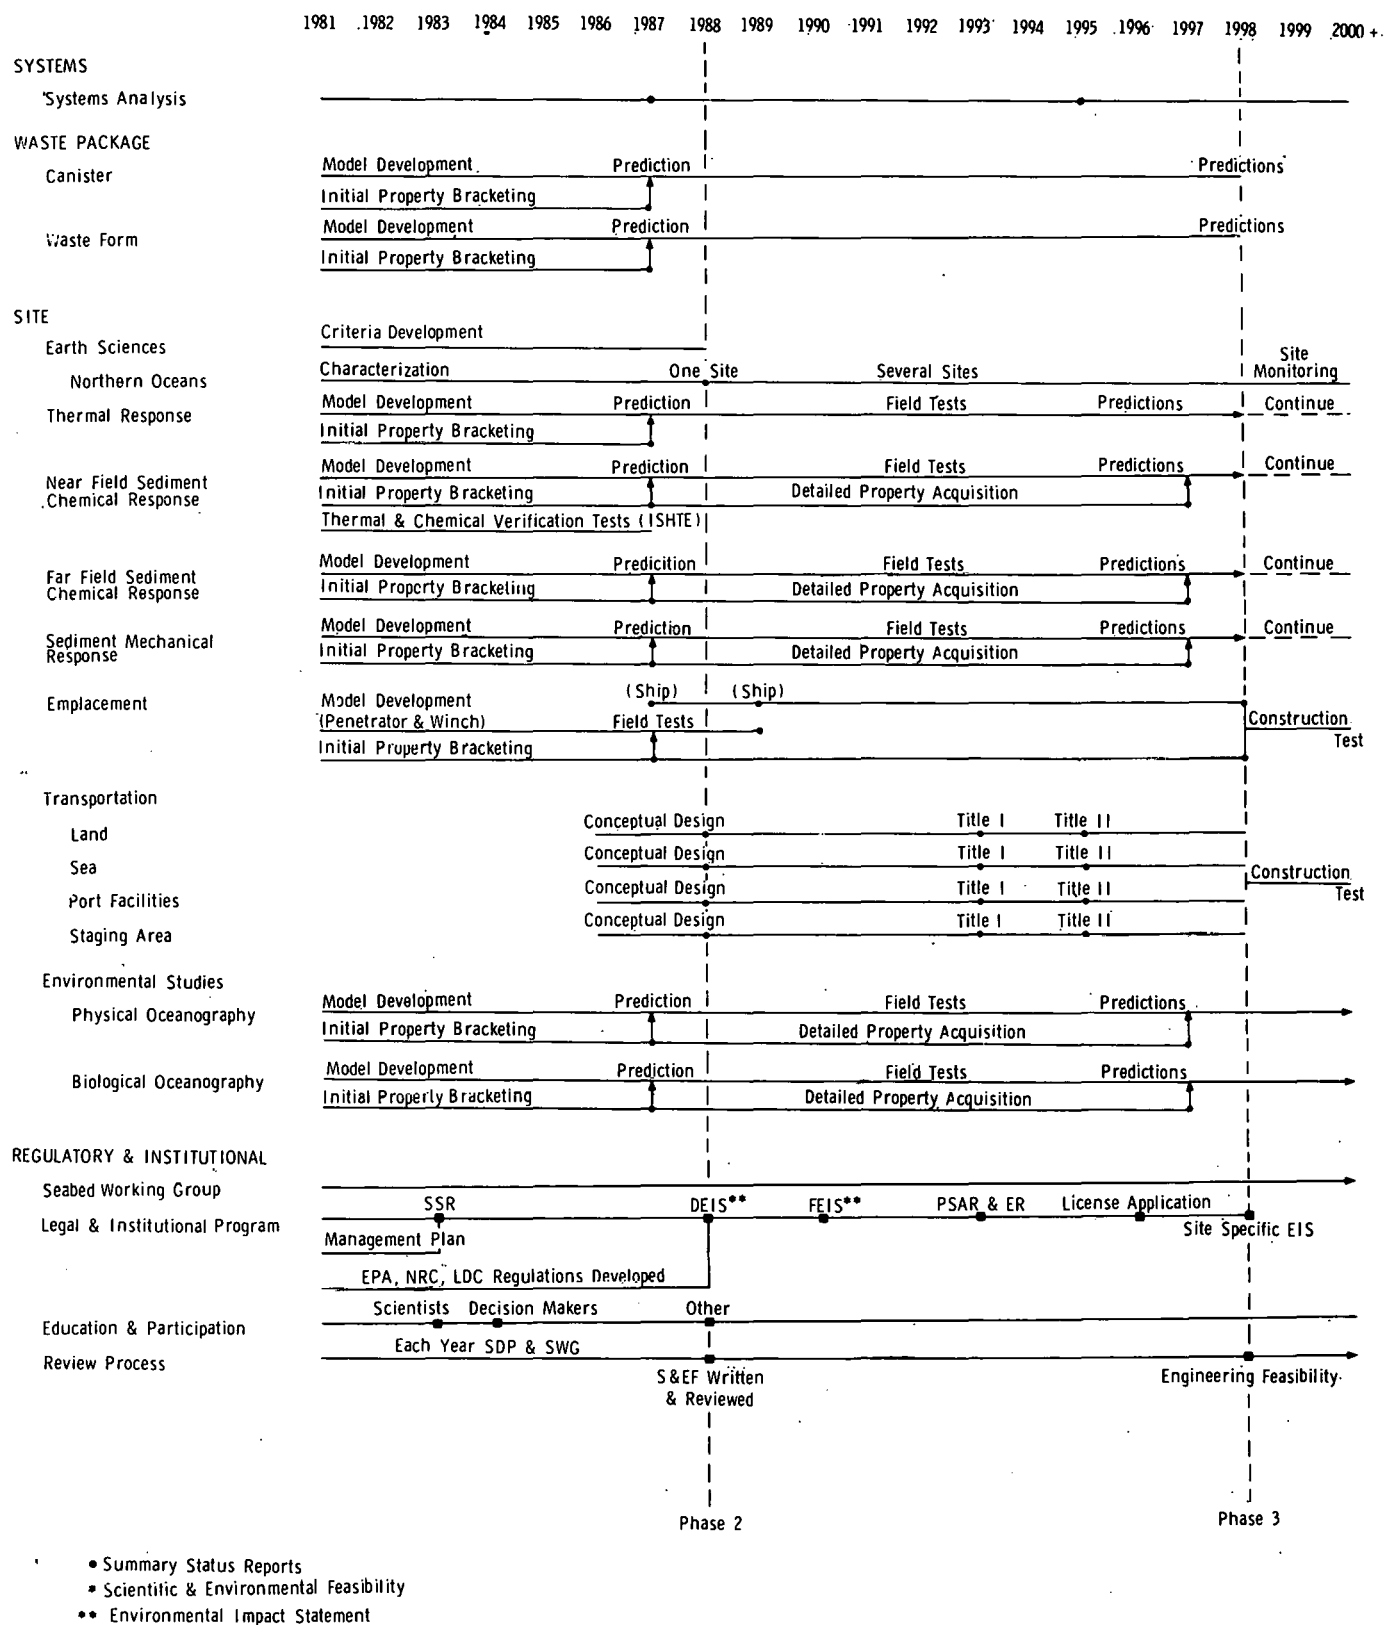 1981 1982 1983 1984 1985 1986 1987 1988 1989 1990 1991 1992 1993 1994 1995 1996 1997 1998 1999 2000 +
SYSTEMS
Systems Analysis
WASTE PACKAGE
Model Development Prediction Predictions
Canister
Initial Property Bracketing
Model Development Prediction Predictions
Waste Form
Initial Property Bracketing
SITE
Criteria Development
Earth Sciences
Site
Characterization One Site Several Sites Monitoring
Northern Oceans
Model Development Prediction Field Tests Predictions Continue
Thermal Response
Initial Property Bracketing
Model Development Prediction Field Tests Predictions Continue
Near Field Sediment
Initial Property Bracketing Detailed Property Acquisition
Chemical Response
Thermal & Chemical Verification Tests (ISHTE)
Model Development Predicition Field Tests Predictions Continue
Far Field Sediment
Initial Property Bracketing Detailed Property Acquisition
Chemical Response
Model Development Prediction Field Tests Predictions Continue
Sediment Mechanical
Initial Property Bracketing Detailed Property Acquisition
Response
(Ship) (Ship)
Emplacement Model Development
(Penetrator & Winch) Field Tests Construction
Initial Property Bracketing Test
Transportation
Conceptual Design Title I Title II
Land
Conceptual Design Title I Title II
Sea
Construction
Conceptual Design Title I Title II Test
Port Facilities
Conceptual Design Title I Title II
Staging Area
Environmental Studies
Model Development Prediction Field Tests Predictions
Physical Oceanography
Initial Property Bracketing Detailed Property Acquisition
Model Development Prediction Field Tests Predictions
Biological Oceanography
Initial Property Bracketing Detailed Property Acquisition
REGULATORY & INSTITUTIONAL
Seabed Working Group
SSR DEIS** FEIS** PSAR & ER License Application
Legal & Institutional Program
Site Specific EIS
Management Plan
EPA, NRC, LDC Regulations Developed
Scientists Decision Makers Other
Education & Participation
Each Year SDP & SWG
Review Process
S&EF Written Engineering Feasibility
& Reviewed
Phase 2 Phase 3
• Summary Status Reports
* Scientific & Environmental Feasibility
** Environmental Impact Statement